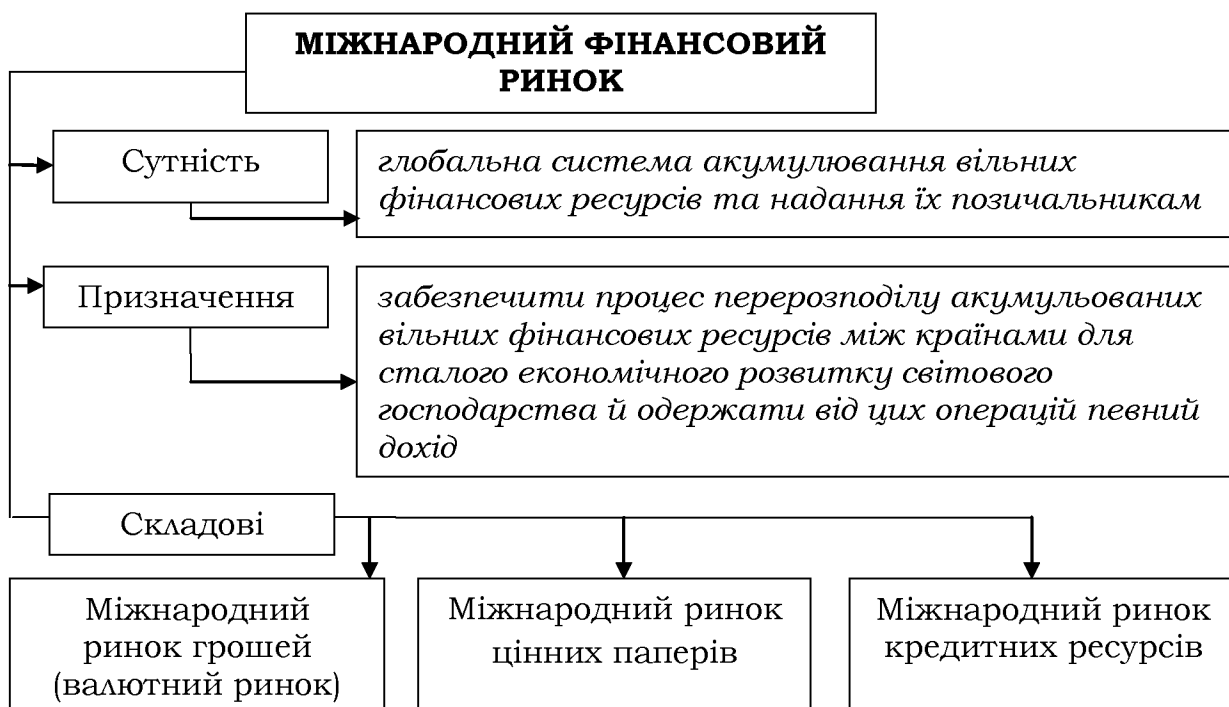 МІЖНАРОДНИЙ ФІНАНСОВИЙ
РИНОК
Сутність
глобальна система акумулювання вільних
фінансових ресурсів та надання їх позичальникам
Призначення
забезпечити процес перерозподілу акумульованих
вільних фінансових ресурсів між країнами для
сталого економічного розвитку світового
господарства й одержати від цих операцій певний
дохід
Складові
Міжнародний
ринок грошей
(валютний ринок)
Міжнародний ринок
цінних паперів
Міжнародний ринок
кредитних ресурсів